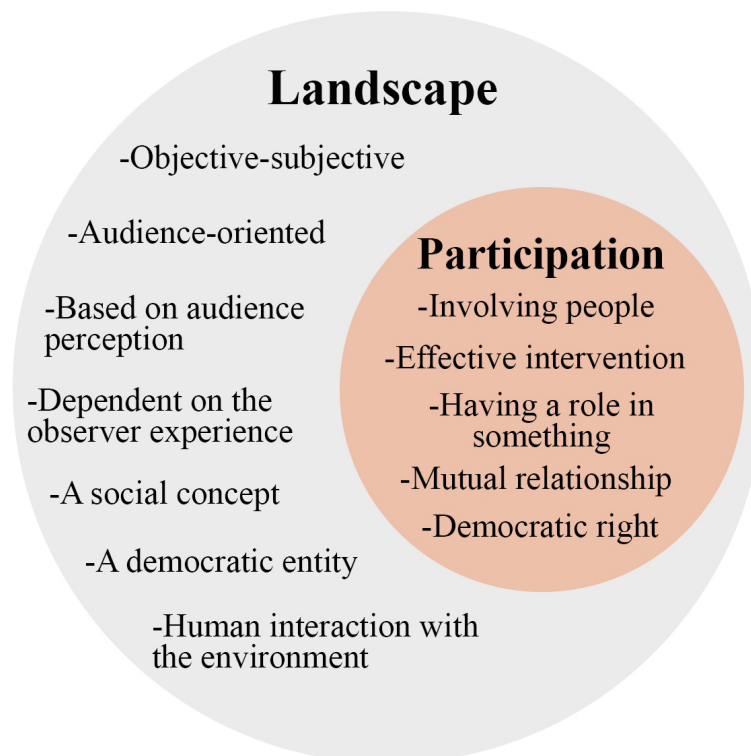 Landscape
-Objective-subjective
-Audience-oriented
-Based on audience
perception
-Dependent on the
observer experience
-A social concept
-A democratic entity
-Human interaction with
the environment
Participation
-Involving people
-Effective intervention
-Having a role in
something
-Mutual relationship
-Democratic right